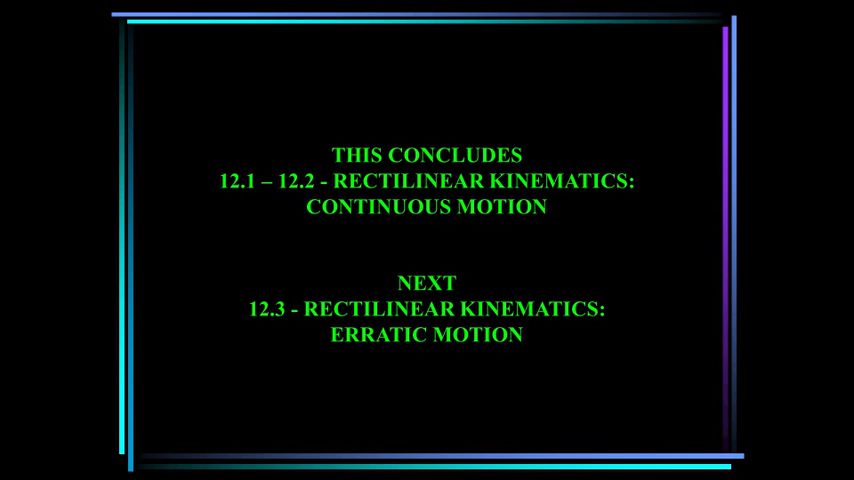 THIS CONCLUDES
12.1 – 12.2 - RECTILINEAR KINEMATICS:
CONTINUOUS MOTION
NEXT
12.3 - RECTILINEAR KINEMATICS:
ERRATIC MOTION